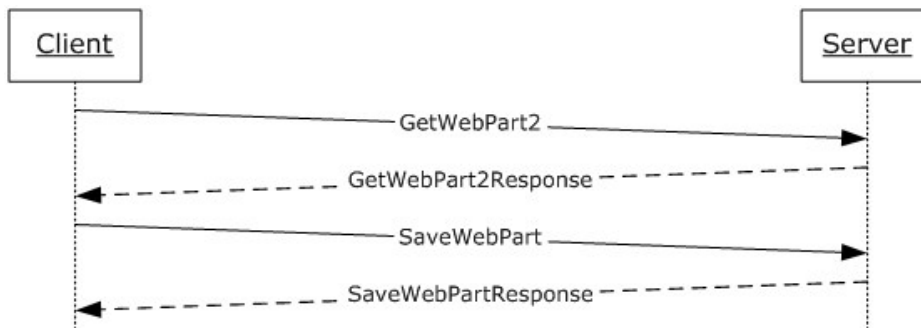 Client
Server
GetWebPart2
GetWebPart2Response
SaveWebPart
SaveWebPartResponse